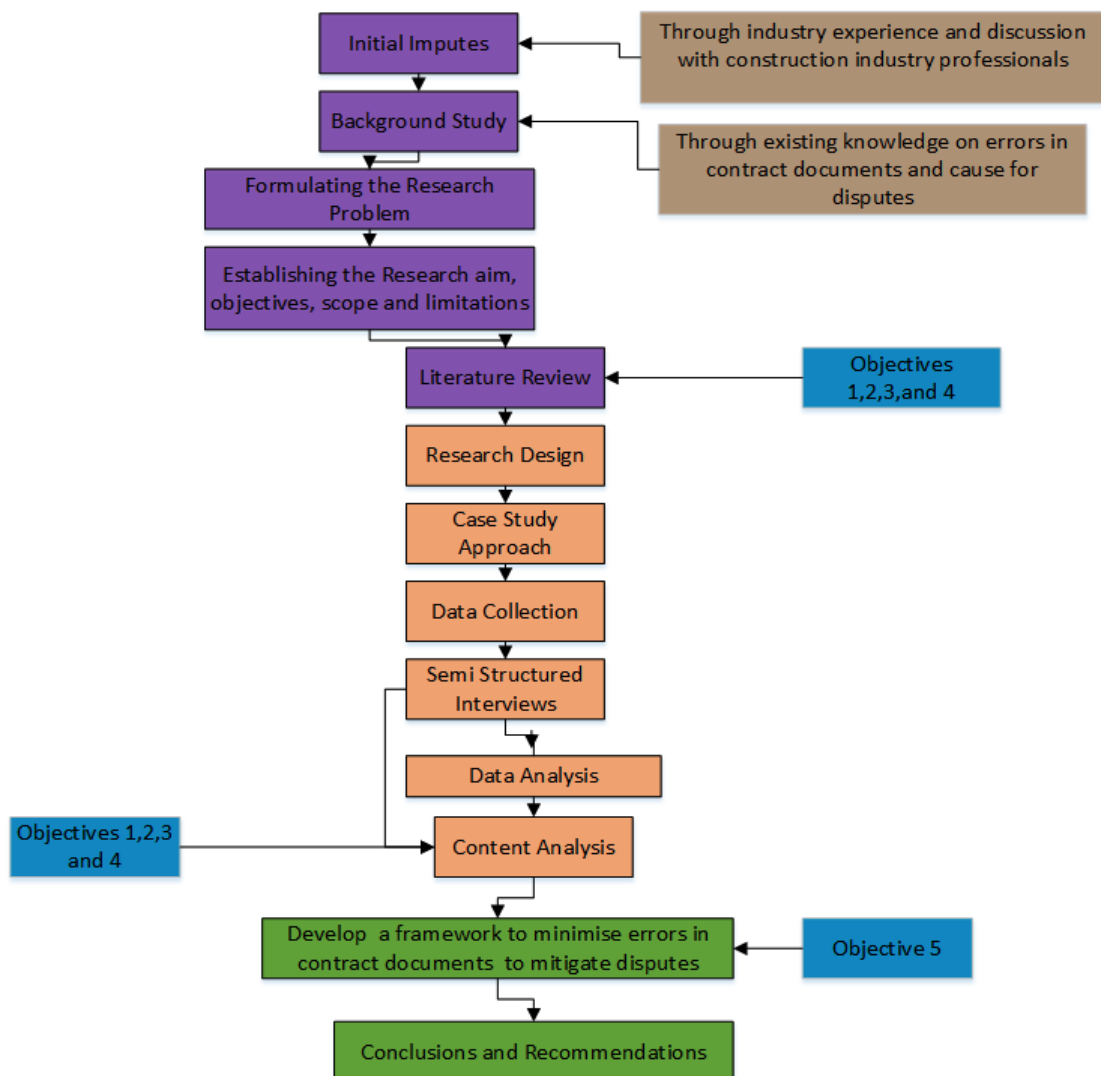 Initial Imputes
Through industry experience and discussion
with construction industry professionals
Background Study
Through existing knowledge on errors in
contract documents and cause for
disputes
Formulating the Research
Problem
Establishing the Research aim,
objectives, scope and limitations
Literature Review
Objectives
1,2,3,and 4
Research Design
Case Study
Approach
Data Collection
Semi Structured
Interviews
Data Analysis
Objectives 1,2,3
and 4
Content Analysis
Develop a framework to minimise errors in
contract documents to mitigate disputes
Objective 5
Conclusions and Recommendations